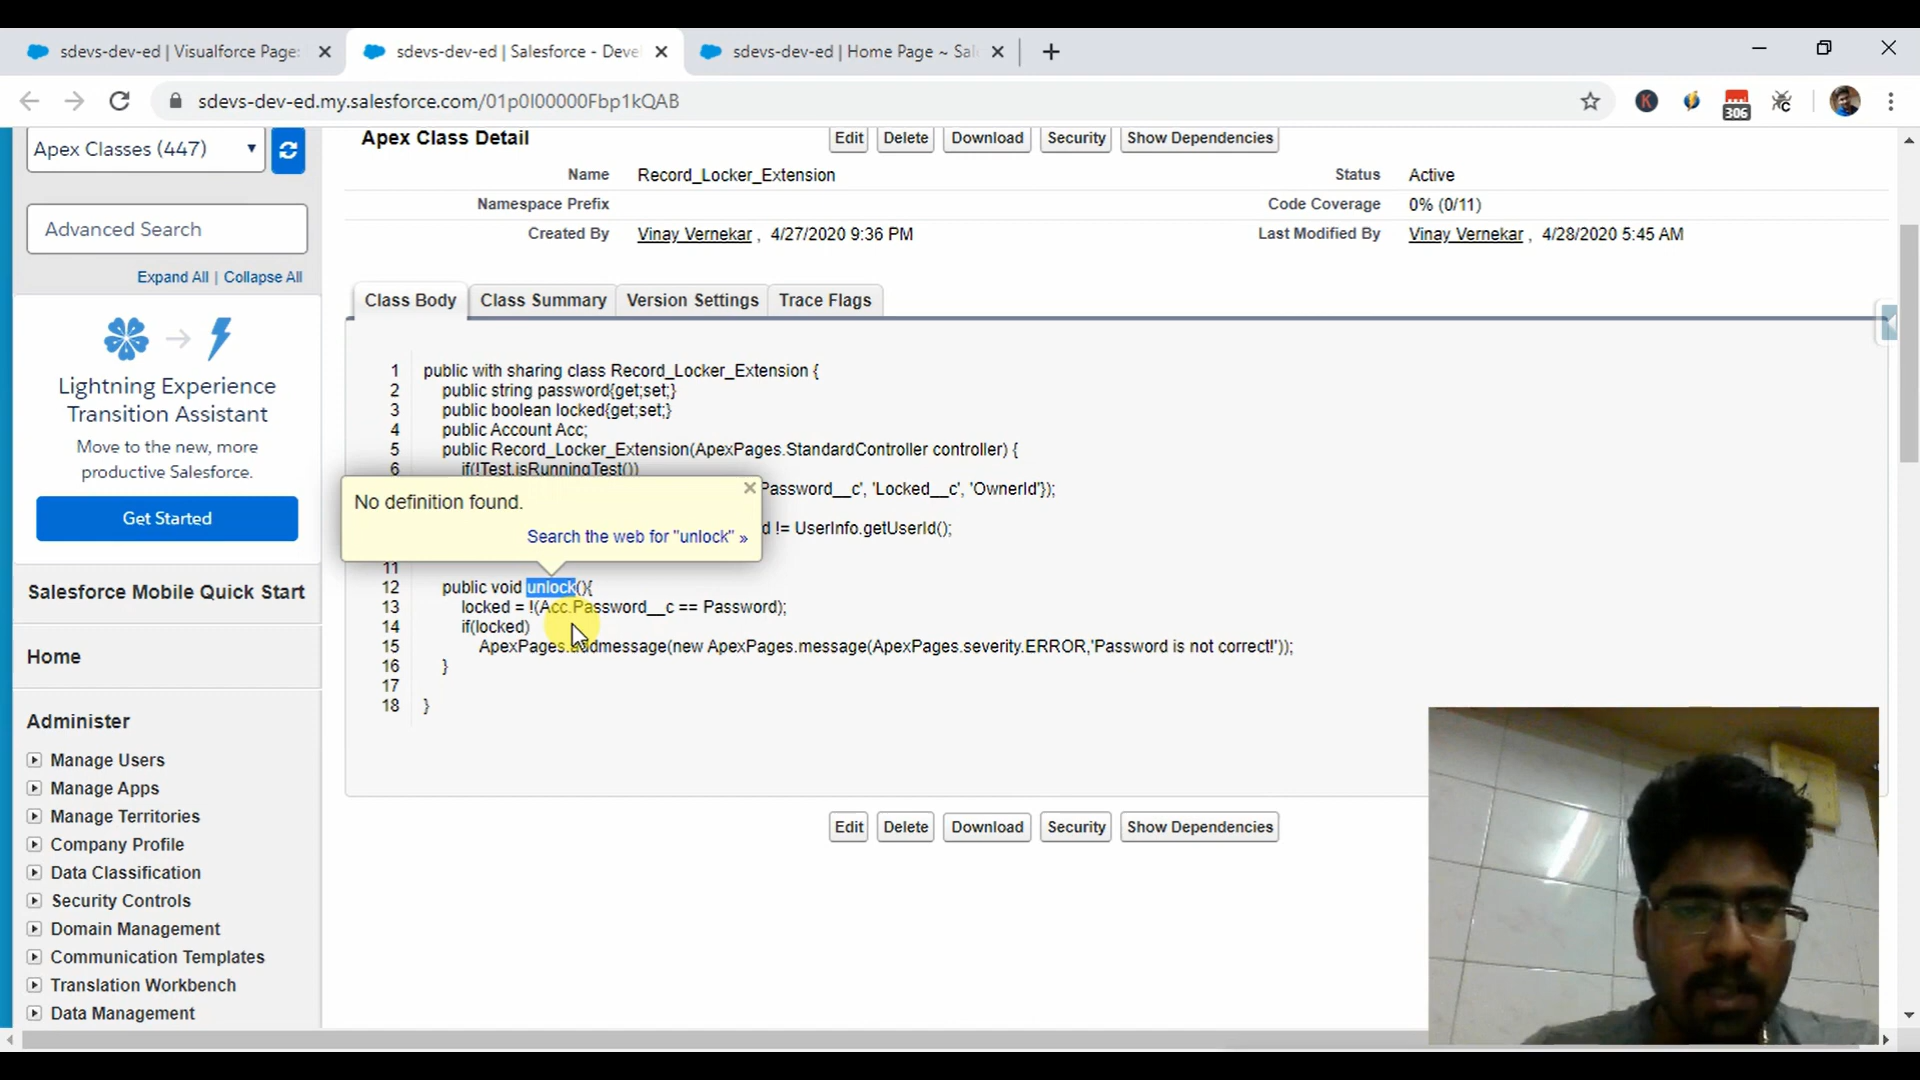 sdevs-dev-ed | Visualforce Page:
sdevs-dev-ed | Salesforce - Deve
sdevs-dev-ed | Home Page ~ Sal
sdevs-dev-ed.my.salesforce.com/01p0I00000Fbp1kQAB
K
306
Apex Classes (447)
Advanced Search
Expand All | Collapse All
Lightning Experience
Transition Assistant
Move to the new, more
productive Salesforce.
Get Started
Salesforce Mobile Quick Start
Home
Administer
Manage Users
Manage Apps
Manage Territories
Company Profile
Data Classification
Security Controls
Domain Management
Communication Templates
Translation Workbench
Data Management
Apex Class Detail
Edit Delete Download Security Show Dependencies
Name Record_Locker_Extension Status Active
Namespace Prefix Code Coverage 0% (0/11)
Created By Vinay Vernekar , 4/27/2020 9:36 PM Last Modified By Vinay Vernekar , 4/28/2020 5:45 AM
Class Body Class Summary Version Settings Trace Flags
1 public with sharing class Record_Locker_Extension {
2 public string password{get;set;}
3 public boolean locked{get;set;}
4 public Account Acc;
5 public Record_Locker_Extension(ApexPages.StandardController controller) {
6 if(!Test.isRunningTest())
Password__c', 'Locked__c', 'OwnerId'});
d != UserInfo.getUserId();
No definition found.
Search the web for "unlock" »
11
12 public void unlock(){
13 locked = !(Acc.Password__c == Password);
14 if(locked)
15 ApexPages.addmessage(new ApexPages.message(ApexPages.severity.ERROR,'Password is not correct!'));
16 }
17
18 }
Edit Delete Download Security Show Dependencies